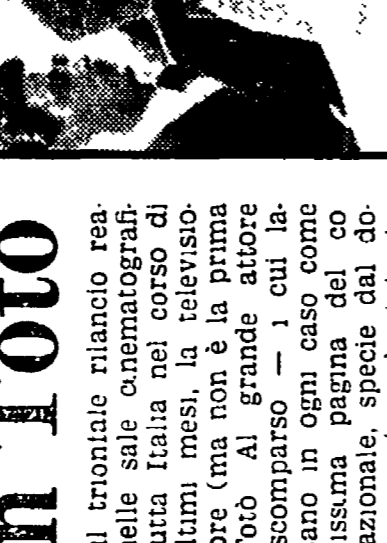 n Toto
al trionfale rilancio rea-
nelle sale cinematografi-
utta Italia nel corso di
ltimi mesi, la televisio-
ore (ma non è la prima
Totò Al grande attore
scomparso — i cui la-
ano in ogni caso come
issima pagina del co
azionale, specie dal do-